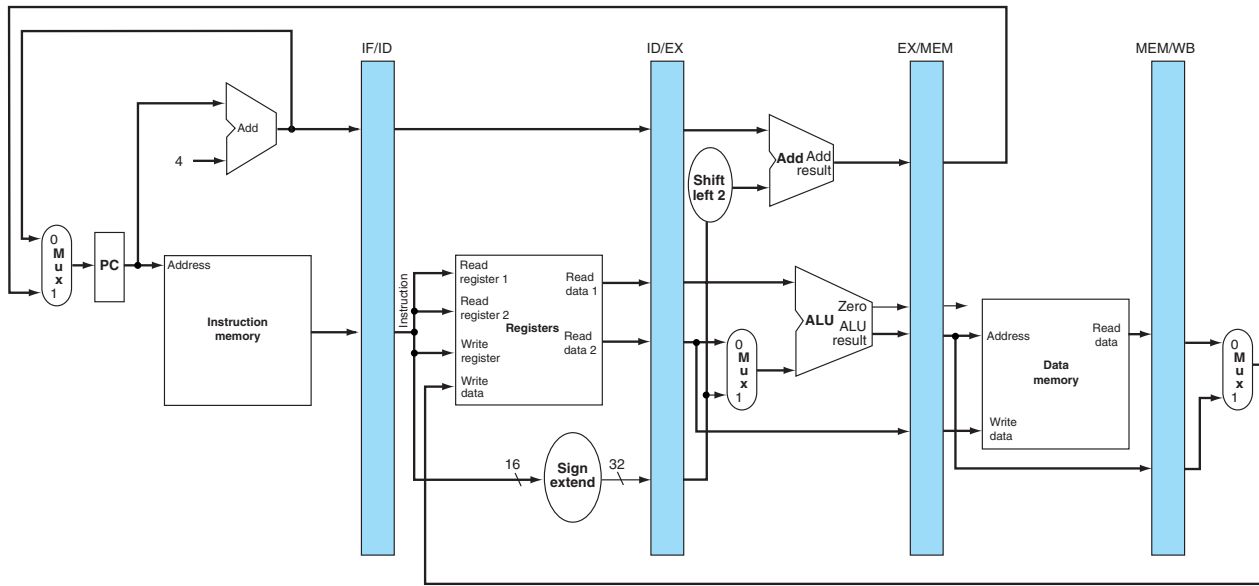 IF/ID
ID/EX
EX/MEM
MEM/WB
Add
4
Add Add
result
Shift
left 2
0
M
u
x
1
PC
Address
Instruction
memory
Instruction
Read
register 1
Read
register 2
Write
register
Write
data
Registers
Read
data 1
Read
data 2
16
Sign
extend
32
0
M
u
x
1
Zero
ALU
ALU
result
Address
Write
data
Data
memory
Read
data
0
M
u
x
1